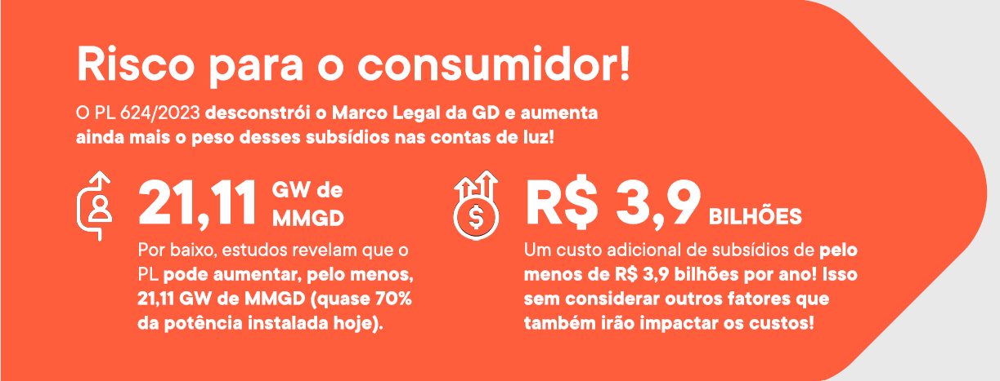 Risco para o consumidor!
O PL 624/2023 desconstrói o Marco Legal da GD e aumenta
ainda mais o peso desses subsídios nas contas de luz!
21,11 GW de
MMGD
Por baixo, estudos revelam que o
PL pode aumentar, pelo menos,
21,11 GW de MMGD (quase 70%
da potência instalada hoje).
$
R$ 3,9 BILHÕES
Um custo adicional de subsídios de pelo
menos de R$ 3,9 bilhões por ano! Isso
sem considerar outros fatores que
também irão impactar os custos!